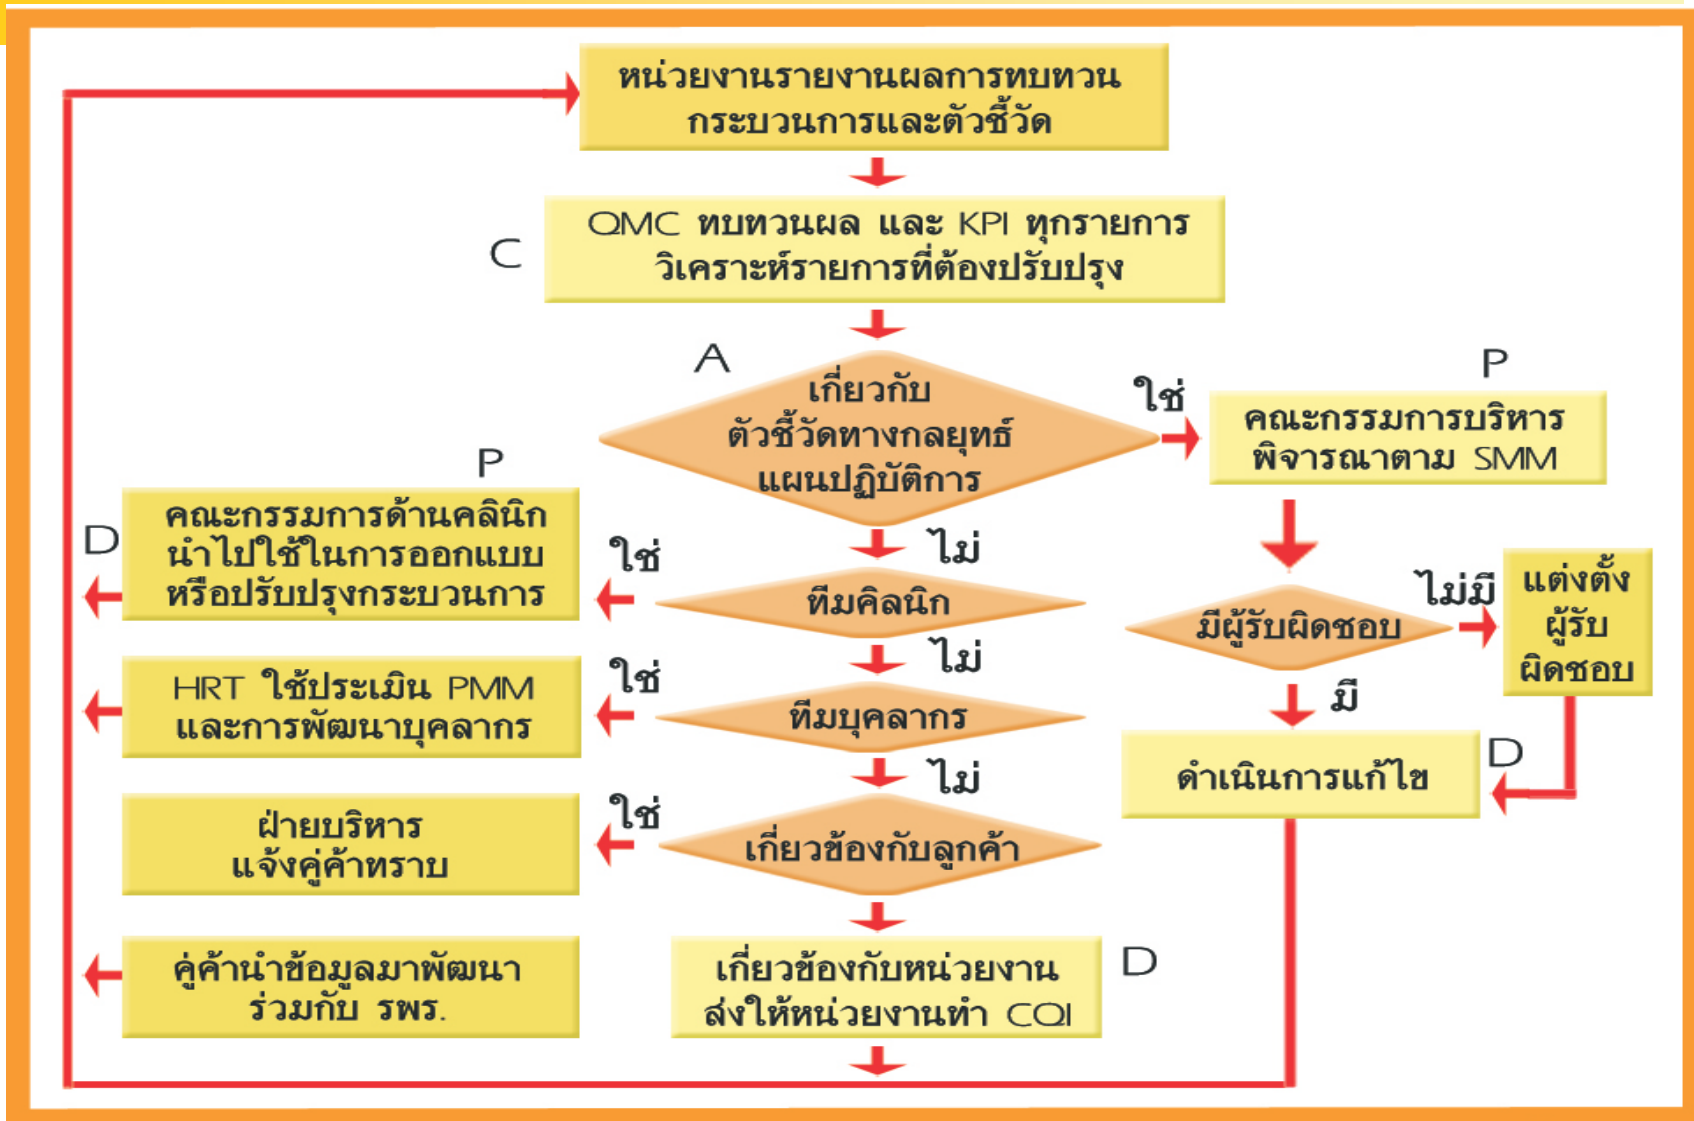 หน่วยงานรายงานผลการทบทวน
กระบวนการและตัวชี้วัด
C
QMC ทบทวนผล และ KPI ทุกรายการ
วิเคราะห์รายการที่ต้องปรับปรุง
A
เกี่ยวกับ
ตัวชี้วัดทางกลยุทธ์
แผนปฏิบัติการ
ใช่
P
คณะกรรมการบริหาร
พิจารณาตาม SMM
ไม่
P
D
คณะกรรมการด้านคลินิก
นำไปใช้ในการออกแบบ
หรือปรับปรุงกระบวนการ
ใช่
ทีมคิลนิก
มีผู้รับผิดชอบ
ไม่มี
แต่งตั้ง
ผู้รับ
ผิดชอบ
ไม่
HRT ใช้ประเมิน PMM
และการพัฒนาบุคลากร
ใช่
ทีมบุคลากร
มี
ดำเนินการแก้ไข
D
ไม่
ฝ่ายบริหาร
แจ้งคู่ค้าทราบ
ใช่
เกี่ยวข้องกับลูกค้า
คู่ค้านำข้อมูลมาพัฒนา
ร่วมกับ รพร.
เกี่ยวข้องกับหน่วยงาน
ส่งให้หน่วยงานทำ CQI
D